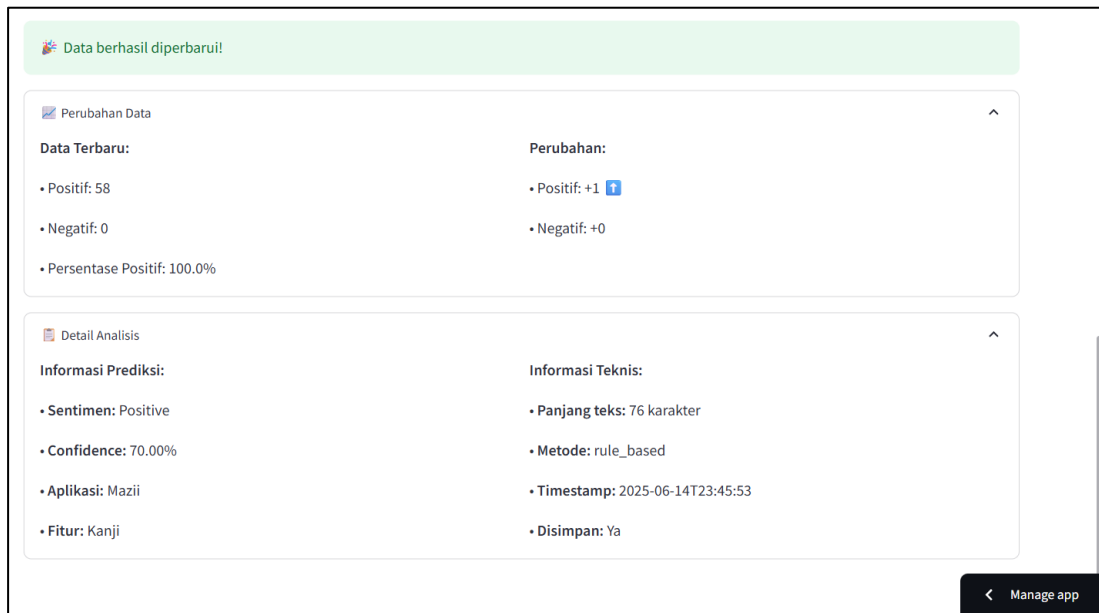 🎉 Data berhasil diperbarui!
📈 Perubahan Data
Data Terbaru:
• Positif: 58
• Negatif: 0
• Persentase Positif: 100.0%
Perubahan:
• Positif: +1 ⬆️
• Negatif: +0
📋 Detail Analisis
Informasi Prediksi:
• Sentimen: Positive
• Confidence: 70.00%
• Aplikasi: Mazii
• Fitur: Kanji
Informasi Teknis:
• Panjang teks: 76 karakter
• Metode: rule_based
• Timestamp: 2025-06-14T23:45:53
• Disimpan: Ya
Manage app